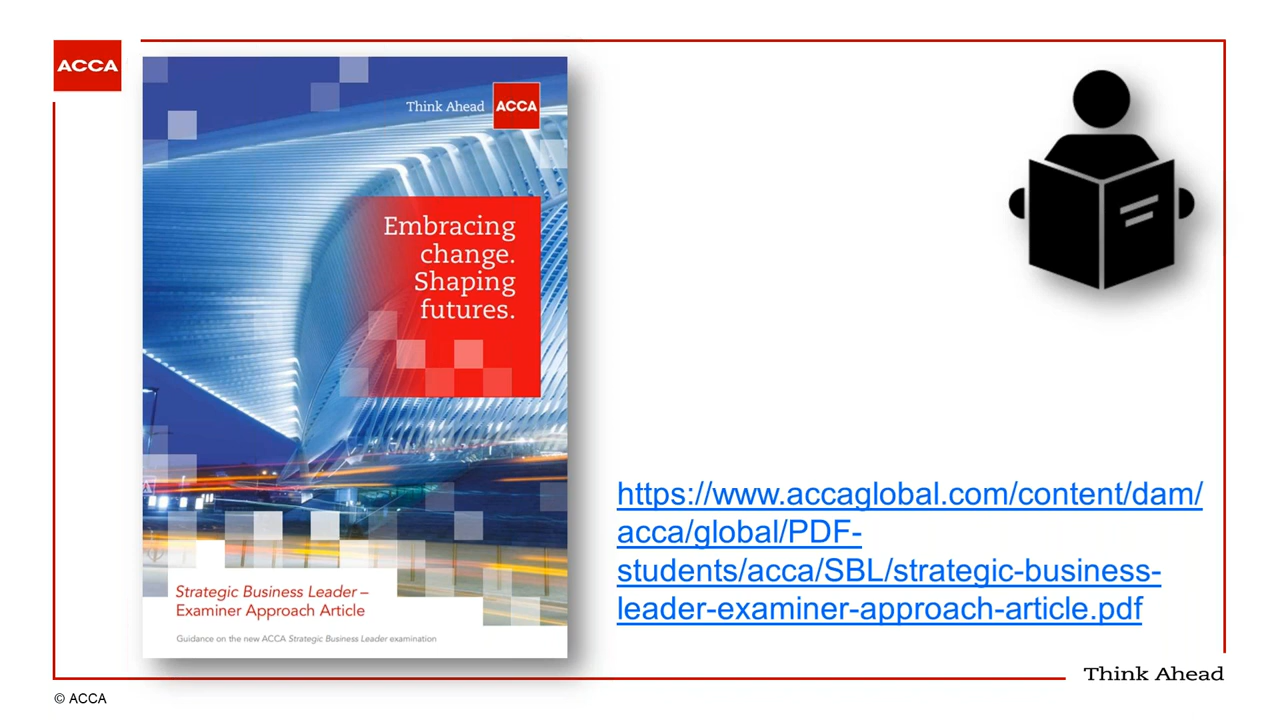 ACCA
Think Ahead ACCA
Embracing
change.
Shaping
futures.
Strategic Business Leader –
Examiner Approach Article
Guidance on the new ACCA Strategic Business Leader examination
https://www.accaglobal.com/content/dam/
acca/global/PDF-
students/acca/SBL/strategic-business-
leader-examiner-approach-article.pdf
Think Ahead
© ACCA